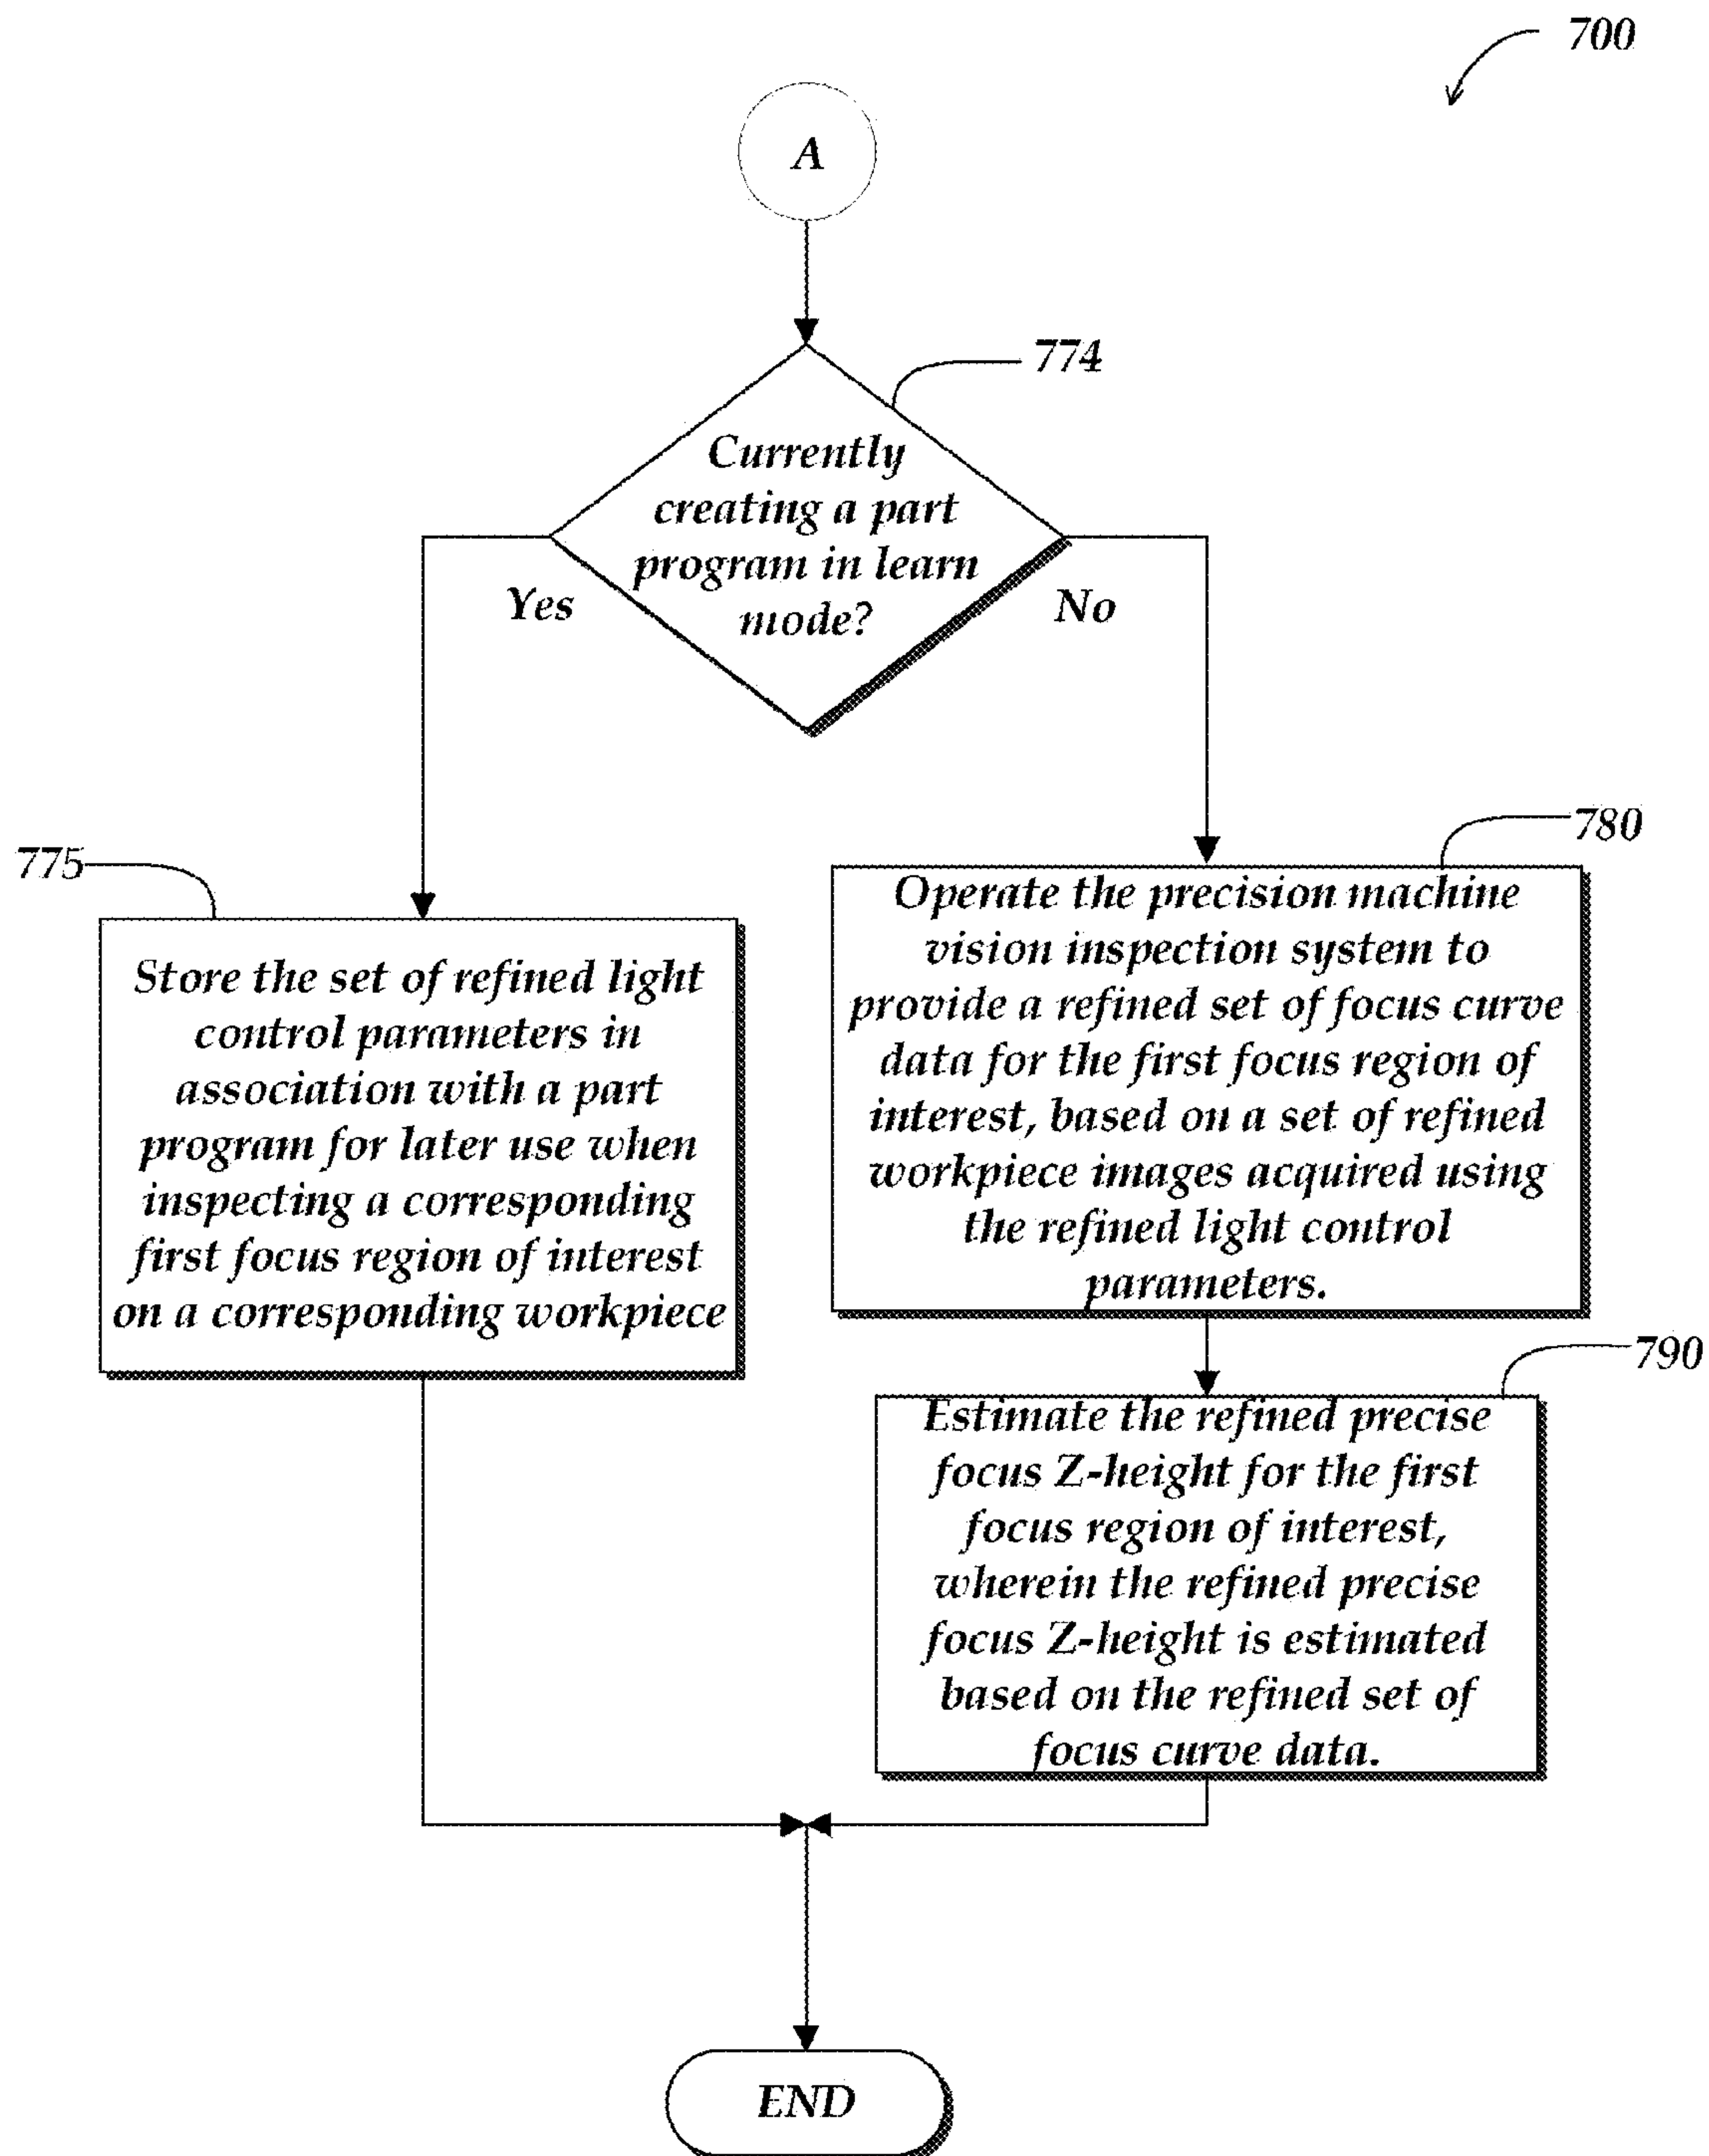 700
A
774
Currently
creating a part
program in learn
mode?
Yes
No
775
Store the set of refined light
control parameters in
association with a part
program for later use when
inspecting a corresponding
first focus region of interest
on a corresponding workpiece
780
Operate the precision machine
vision inspection system to
provide a refined set of focus curve
data for the first focus region of
interest, based on a set of refined
workpiece images acquired using
the refined light control
parameters.
790
Estimate the refined precise
focus Z-height for the first
focus region of interest,
wherein the refined precise
focus Z-height is estimated
based on the refined set of
focus curve data.
END